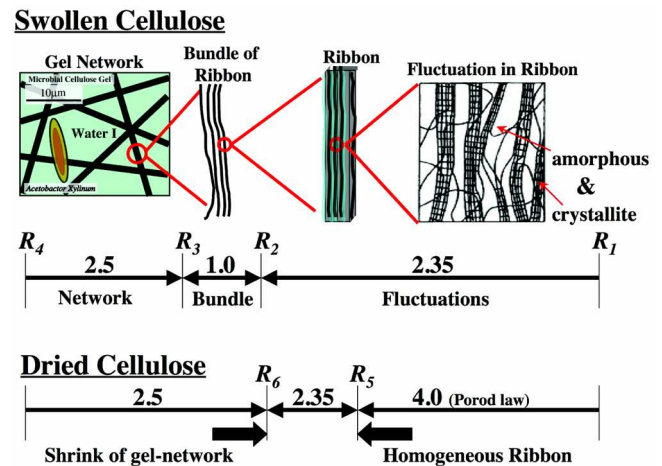 Swollen Cellulose
Gel Network
Bundle of
Ribbon
Ribbon
Fluctuation in Ribbon
Microbial Cellulose Gel
10μm
Water I
Acetobactor Xylinum
amorphous
&
crystallite
R4 R3 R2 R1
2.5 1.0 2.35
Network Bundle Fluctuations
Dried Cellulose
R6 R5
2.5 2.35 4.0 (Porod law)
Shrink of gel-network Homogeneous Ribbon